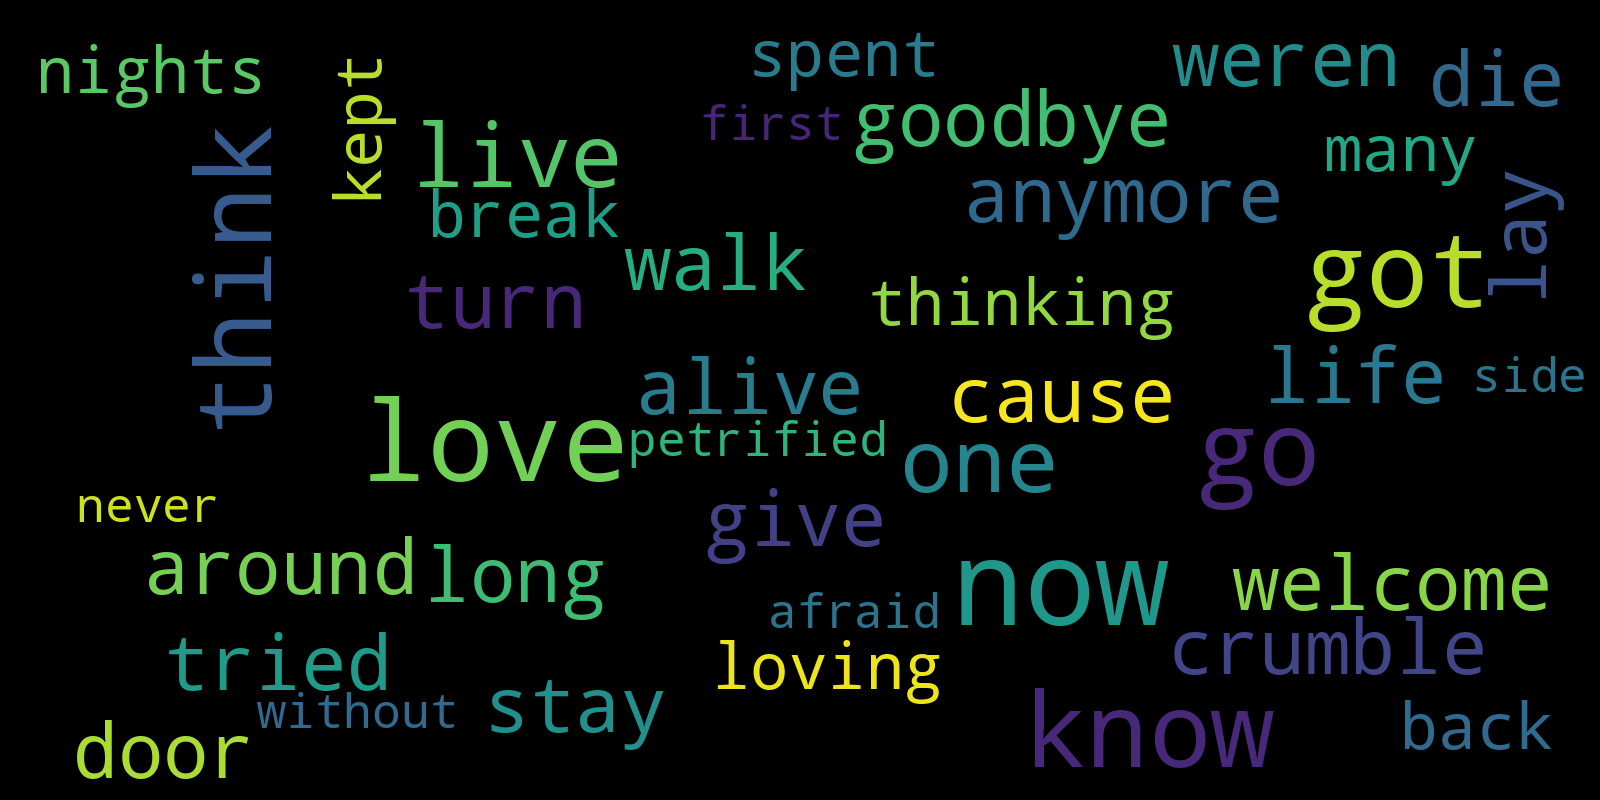 nights
kept
spent
weren
die
first
goodbye
live
many
think
break
anymore
lay
walk
got
turn
thinking
alive
cause
life
side
love
petrified
one
go
never
give
around
long
now
welcome
afraid
crumble
tried
loving
without
stay
know
back
door